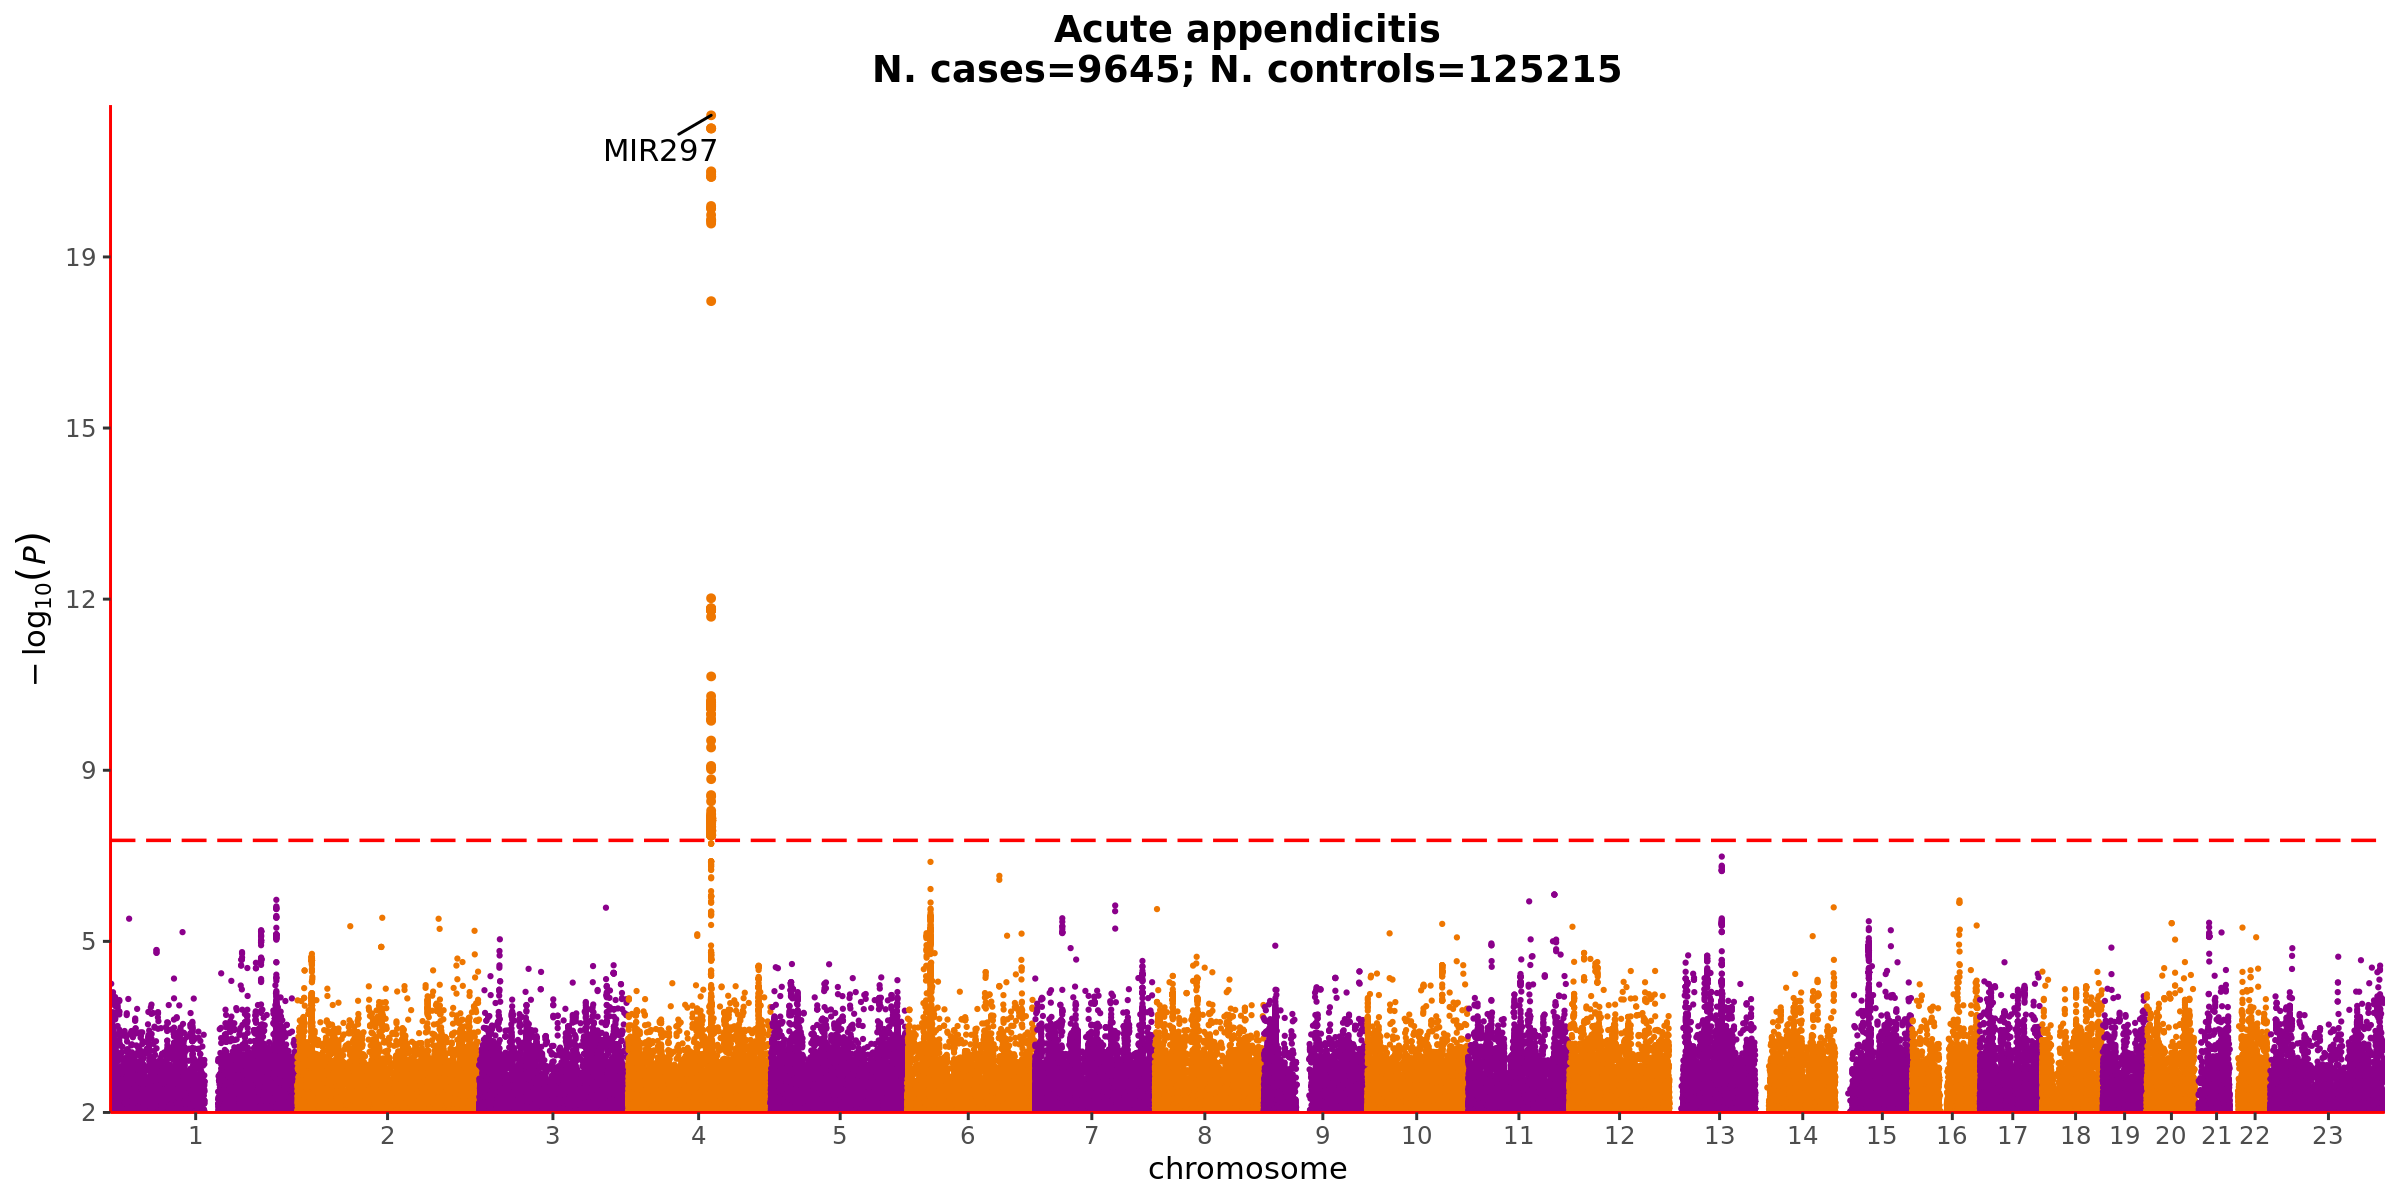 Acute appendicitis
N. cases=9645; N. controls=125215
MIR297
19
15
12
9
5
2
−log10(P)
1 2 3 4 5 6 7 8 9 10 11 12 13 14 15 16 17 18 19 20 21 22 23
chromosome